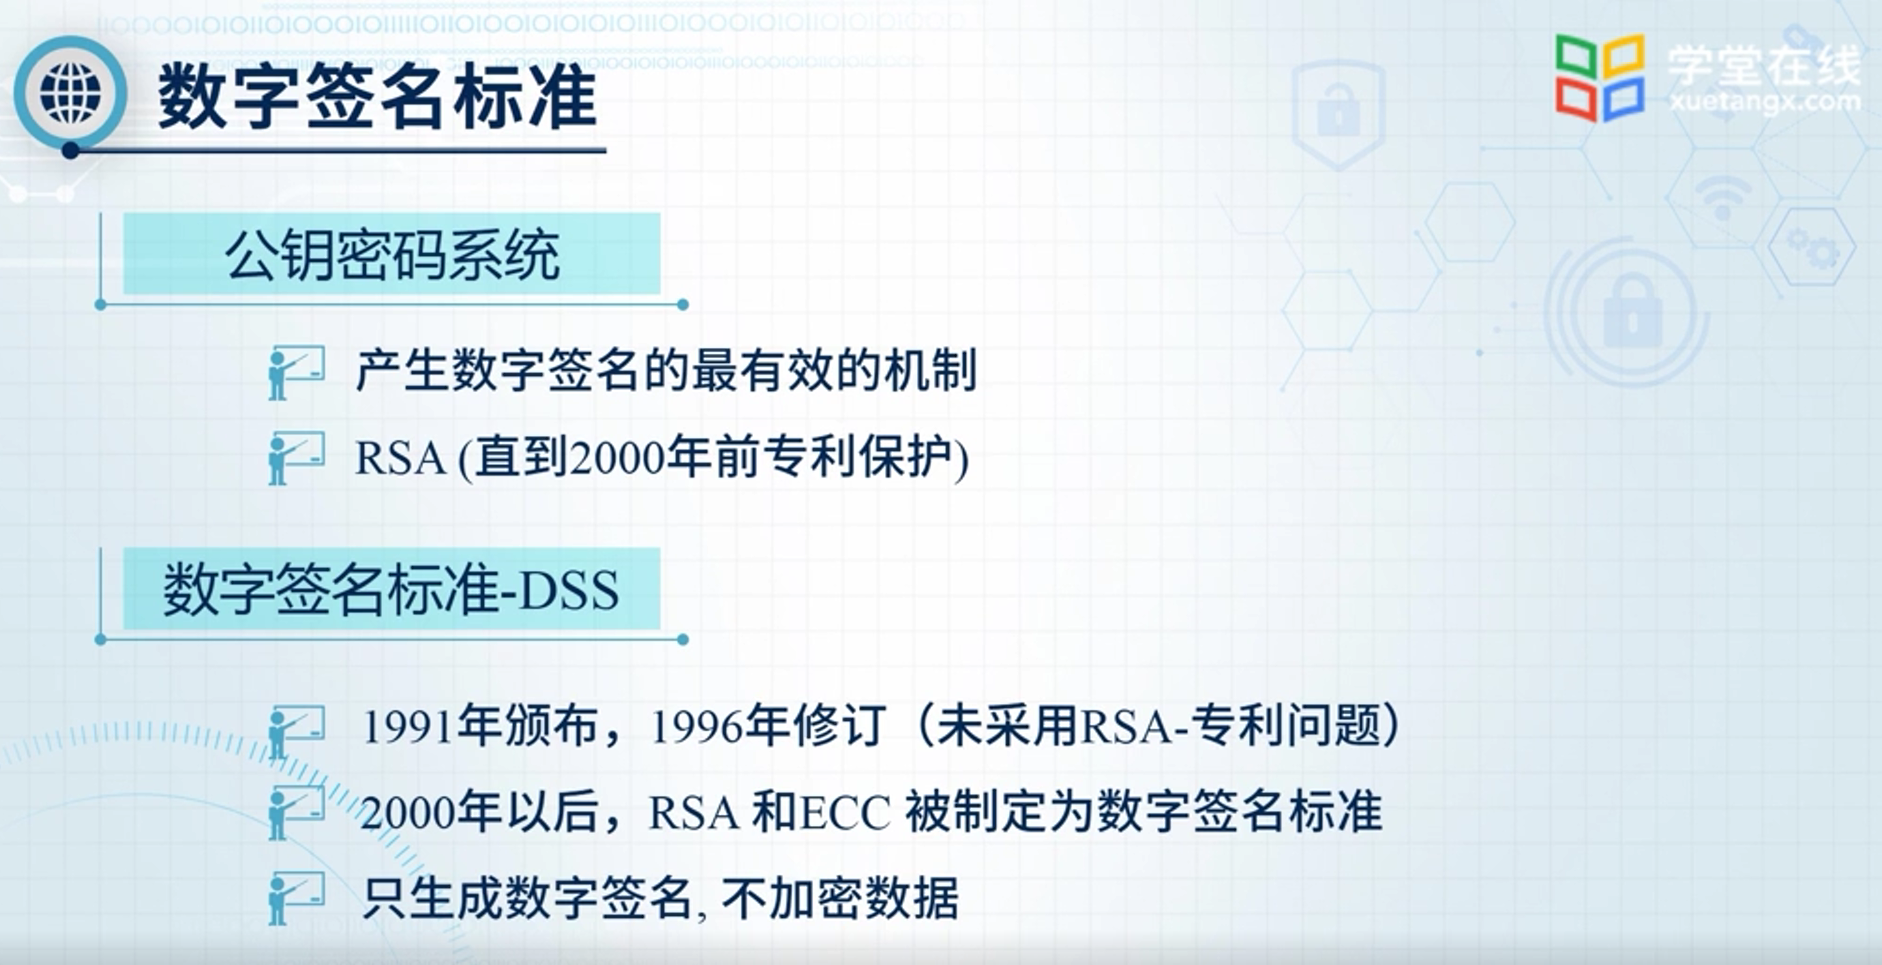 数字签名标准
学堂在线
xuetangx.com
公钥密码系统
产生数字签名的最有效的机制
RSA (直到2000年前专利保护)
数字签名标准-DSS
1991年颁布，1996年修订（未采用RSA-专利问题）
2000年以后，RSA 和ECC 被制定为数字签名标准
只生成数字签名, 不加密数据